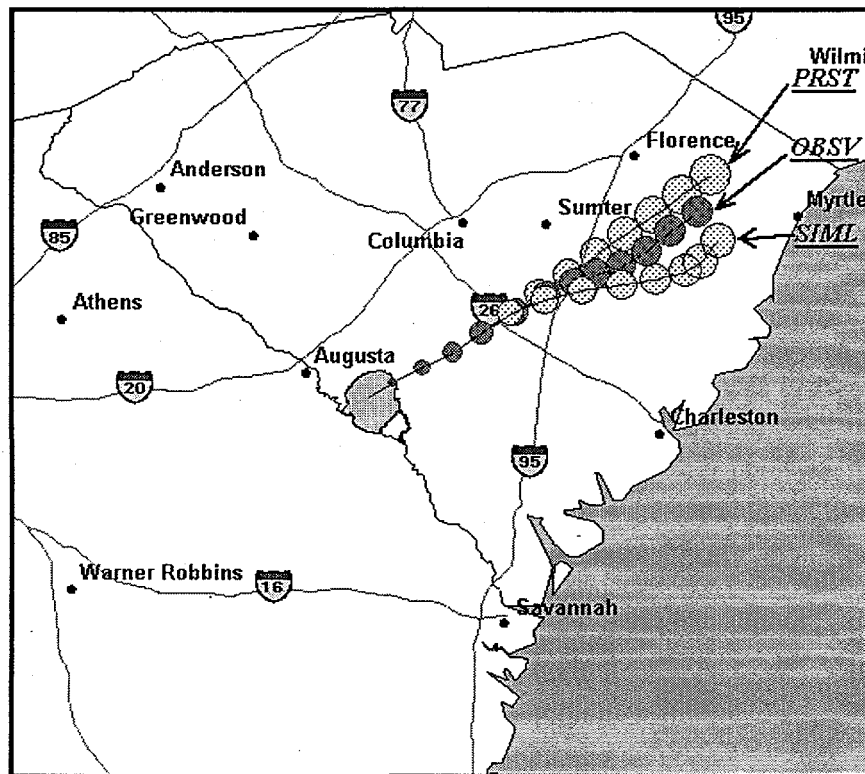 95
Wilmi
PRST
77
Florence
OBSV
Anderson
Greenwood
Sumter
Myrtle
Columbia
SIML
85
Athens
26
Augusta
20
Charleston
95
Warner Robbins
16
Savannah